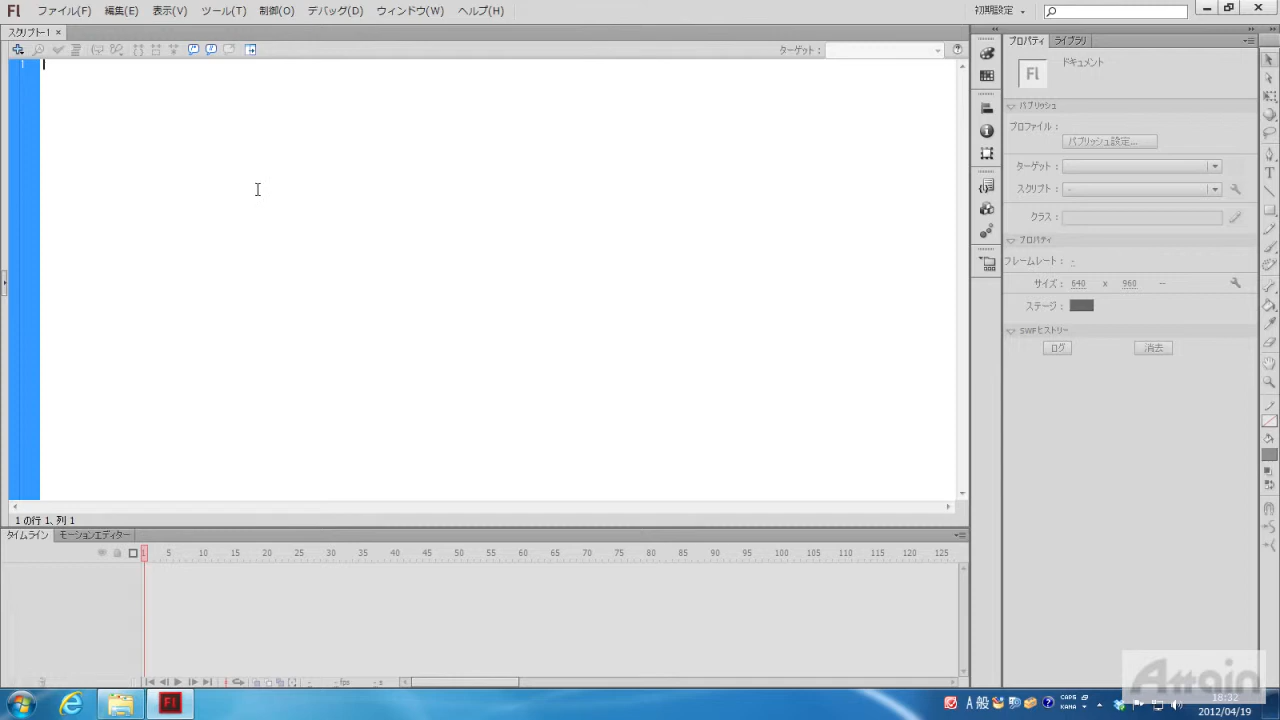 Fl ファイル(F) 編集(E) 表示(V) ツール(T) 制御(O) デバッグ(D) ウィンドウ(W) ヘルプ(H) 初期設定
スクリプト-1 ×
ターゲット :
プロパティ ライブラリ
1
Fl ドキュメント
パブリッシュ
プロファイル :
パブリッシュ設定...
ターゲット :
スクリプト : -
クラス :
プロパティ
フレームレート : -
サイズ : 640 x 960 --
ステージ :
SWFヒストリー
ログ 消去
1 の行 1、列 1
タイムライン モーションエディター
1 5 10 15 20 25 30 35 40 45 50 55 60 65 70 75 80 85 90 95 100 105 110 115 120 125
- - fps - s
Attain
Fl A 般 CAPS KANA 18:32
2012/04/19